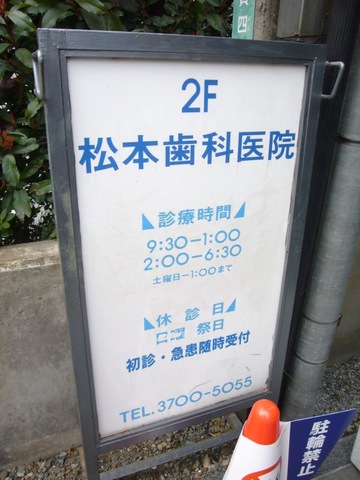 2F
松本歯科医院
診療時間
9:30-1:00
2:00-6:30
土曜日-1:00まで
休診日
日曜 祭日
初診・急患随時受付
TEL.3700-5055
駐輪禁止